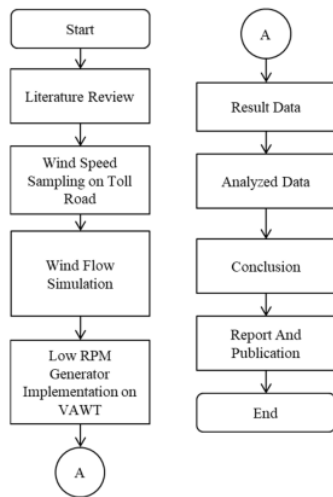 Start
Literature Review
Wind Speed
Sampling on Toll
Road
Wind Flow
Simulation
Low RPM
Generator
Implementation on
VAWT
A
A
Result Data
Analyzed Data
Conclusion
Report And
Publication
End